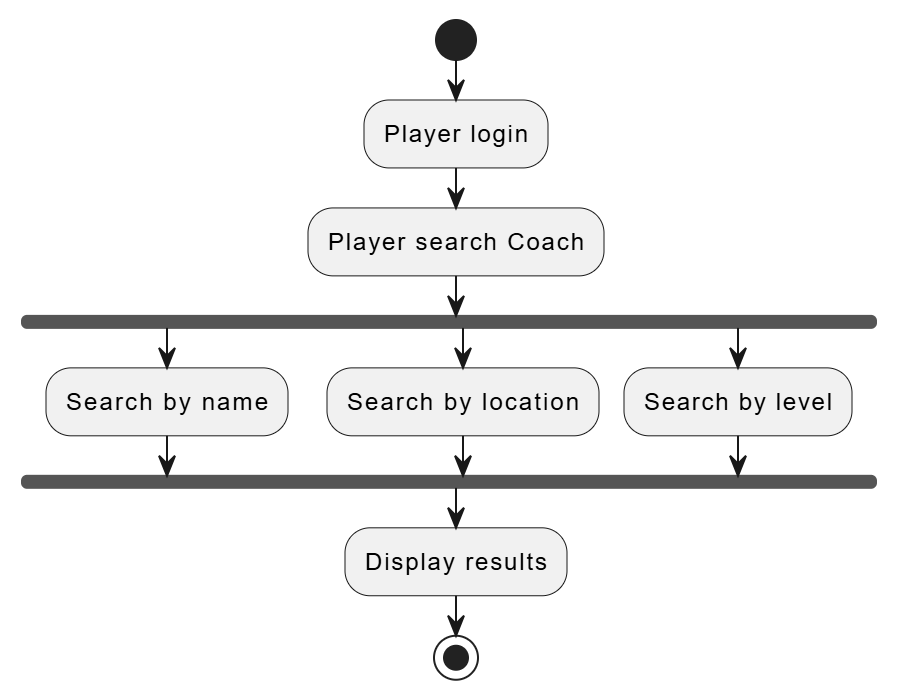 Player login
Player search Coach
Search by name
Search by location
Search by level
Display results